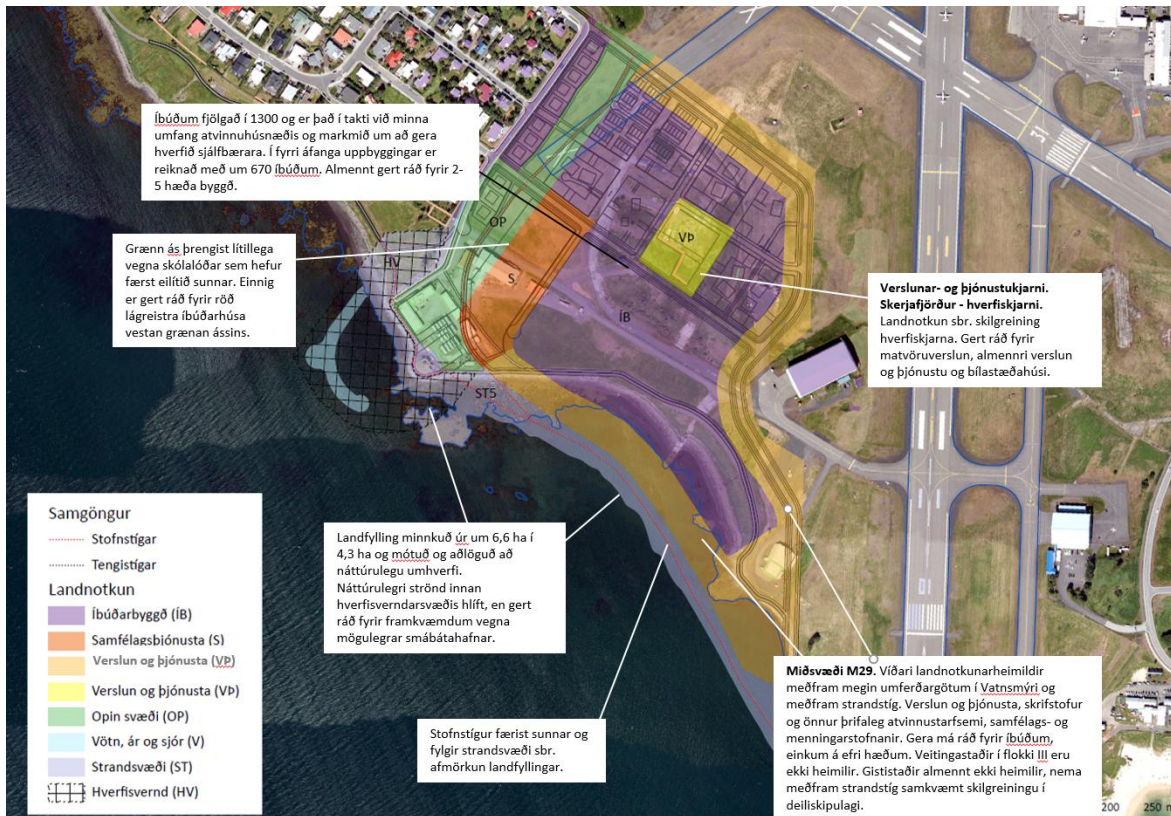 Íbúðum fjölgað í 1300 og er það í takti við minna
umfang atvinnuhúsnæðis og markmið um að gera
hverfið sjálfbærara. Í fyrri áfanga uppbyggingar er
reiknað með um 670 íbúðum. Almennt gert ráð fyrir 2-
5 hæða byggð.
Grænn ás þrengist lítillega
vegna skólalóðar sem hefur
færst eilítið sunnar. Einnig
er gert ráð fyrir röð
lágreistra íbúðarhúsa
vestan grænan ássins.
OP
HV
S
VÞ
ÍB
ST5
Verslunar- og þjónustukjarni.
Skerjafjörður - hverfiskjarni.
Landnotkun sbr. skilgreining
hverfiskjarna. Gert ráð fyrir
matvöruverslun, almennri verslun
og þjónustu og bílastæðahúsi.
Landfylling minnkuð úr um 6,6 ha í
4,3 ha og mótuð og aðlöguð að
náttúrulegu umhverfi.
Náttúrulegri strönd innan
hverfisverndarsvæðis hlíft, en gert
ráð fyrir framkvæmdum vegna
mögulegrar smábátahafnar.
Stofnstígur færist sunnar og
fylgir strandsvæði sbr.
afmörkun landfyllingar.
Miðsvæði M29. Víðari landnotkunarheimildir
meðfram megin umferðargötum í Vatnsmýri og
meðfram strandstíg. Verslun og þjónusta, skrifstofur
og önnur þrifaleg atvinnustarfsemi, samfélags- og
menningarstofnanir. Gera má ráð fyrir íbúðum,
einkum á efri hæðum. Veitingastaðir í flokki III eru
ekki heimilir. Gististaðir almennt ekki heimilir, nema
meðfram strandstíg samkvæmt skilgreiningu í
deiliskipulagi.
Samgöngur
Stofnstígar
Tengistígar
Landnotkun
Íbúðarbyggð (ÍB)
Samfélagsþjónusta (S)
Verslun og þjónusta (VÞ)
Verslun og þjónusta (VÞ)
Opin svæði (OP)
Vötn, ár og sjór (V)
Strandsvæði (ST)
Hverfisvernd (HV)
200 250 m